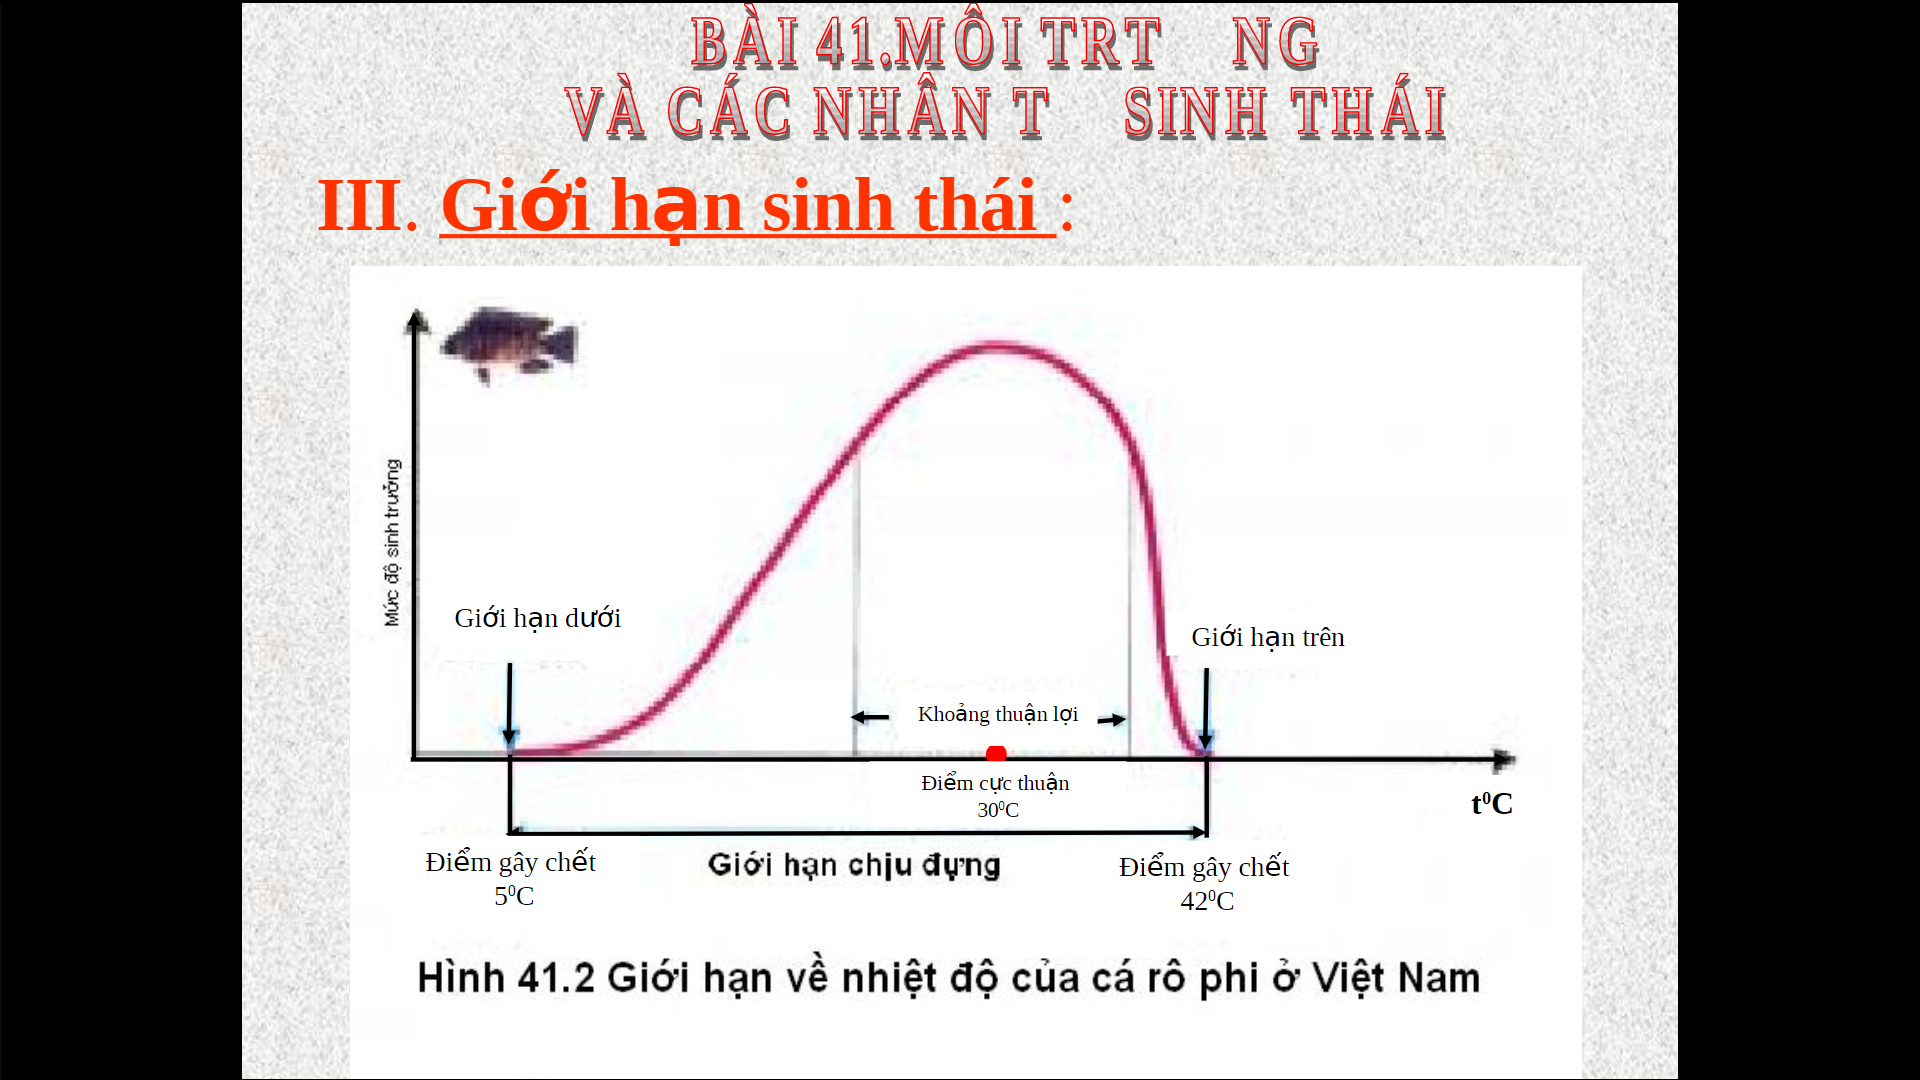 BÀI 41.MÔI TRT NG
VÀ CÁC NHÂN T SINH THÁI
III. Giới hạn sinh thái :
Mức độ sinh trưởng
Giới hạn dưới
Giới hạn trên
Khoảng thuận lợi
Điểm cực thuận
30⁰C
t⁰C
Điểm gây chết
5⁰C
Giới hạn chịu đựng
Điểm gây chết
42⁰C
Hình 41.2 Giới hạn về nhiệt độ của cá rô phi ở Việt Nam